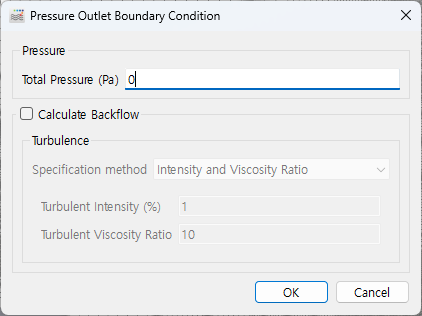 Pressure Outlet Boundary Condition
Pressure
Total Pressure (Pa) 0
Calculate Backflow
Turbulence
Specification method Intensity and Viscosity Ratio
Turbulent Intensity (%) 1
Turbulent Viscosity Ratio 10
OK Cancel